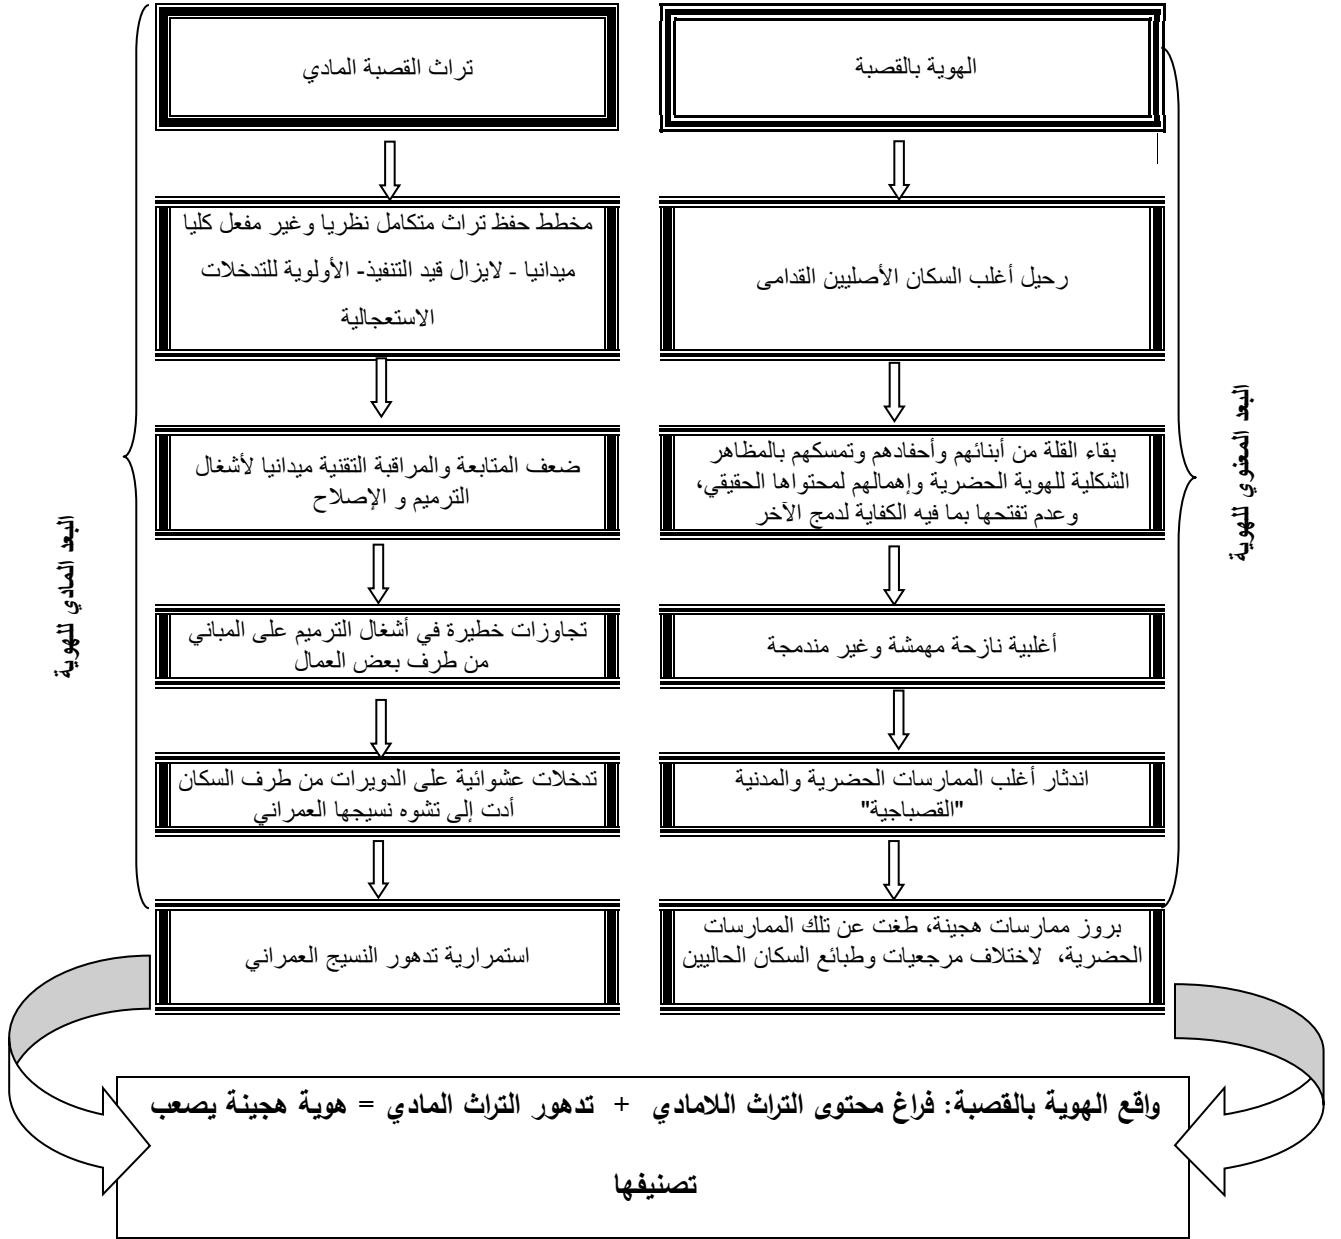 الهوية بالقصبة
تراث القصبة المادي
رحيل أغلب السكان الأصليين القدامى
مخطط حفظ تراث متكامل نظريا وغير مفعل كليا
ميدانيا - لايزال قيد التنفيذ- الأولوية للتدخلات
الاستعجالية
بقاء القلة من أبنائهم وأحفادهم وتمسكهم بالمظاهر
الشكلية للهوية الحضرية وإهمالهم لمحتواها الحقيقي،
وعدم تفتحها بما فيه الكفاية لدمج الآخر
ضعف المتابعة والمراقبة التقنية ميدانيا لأشغال
الترميم و الإصلاح
أغلبية نازحة مهمشة وغير مندمجة
تجاوزات خطيرة في أشغال الترميم على المباني
من طرف بعض العمال
اندثار أغلب الممارسات الحضرية والمدنية
"القصباجية"
تدخلات عشوائية على الدويرات من طرف السكان
أدت إلى تشوه نسيجها العمراني
بروز ممارسات هجينة، طغت عن تلك الممارسات
الحضرية، لاختلاف مرجعيات وطبائع السكان الحاليين
استمرارية تدهور النسيج العمراني
البعد المعنوي للهوية
البعد المادي للهوية
واقع الهوية بالقصبة: فراغ محتوى التراث اللامادي + تدهور التراث المادي = هوية هجينة يصعب
تصنيفها